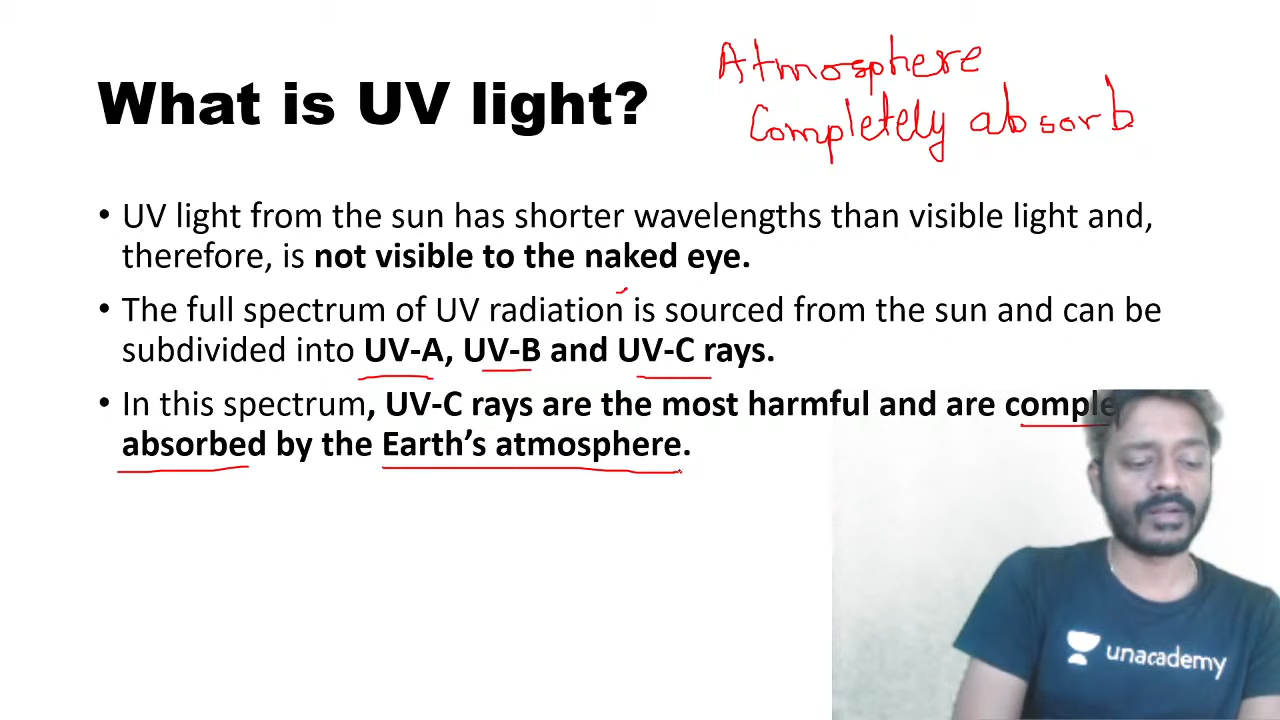 Atmosphere
What is UV light?
Completely absorb
• UV light from the sun has shorter wavelengths than visible light and,
therefore, is not visible to the naked eye.
• The full spectrum of UV radiation is sourced from the sun and can be
subdivided into UV-A, UV-B and UV-C rays.
• In this spectrum, UV-C rays are the most harmful and are
absorbed by the Earth's atmosphere.
unacademy